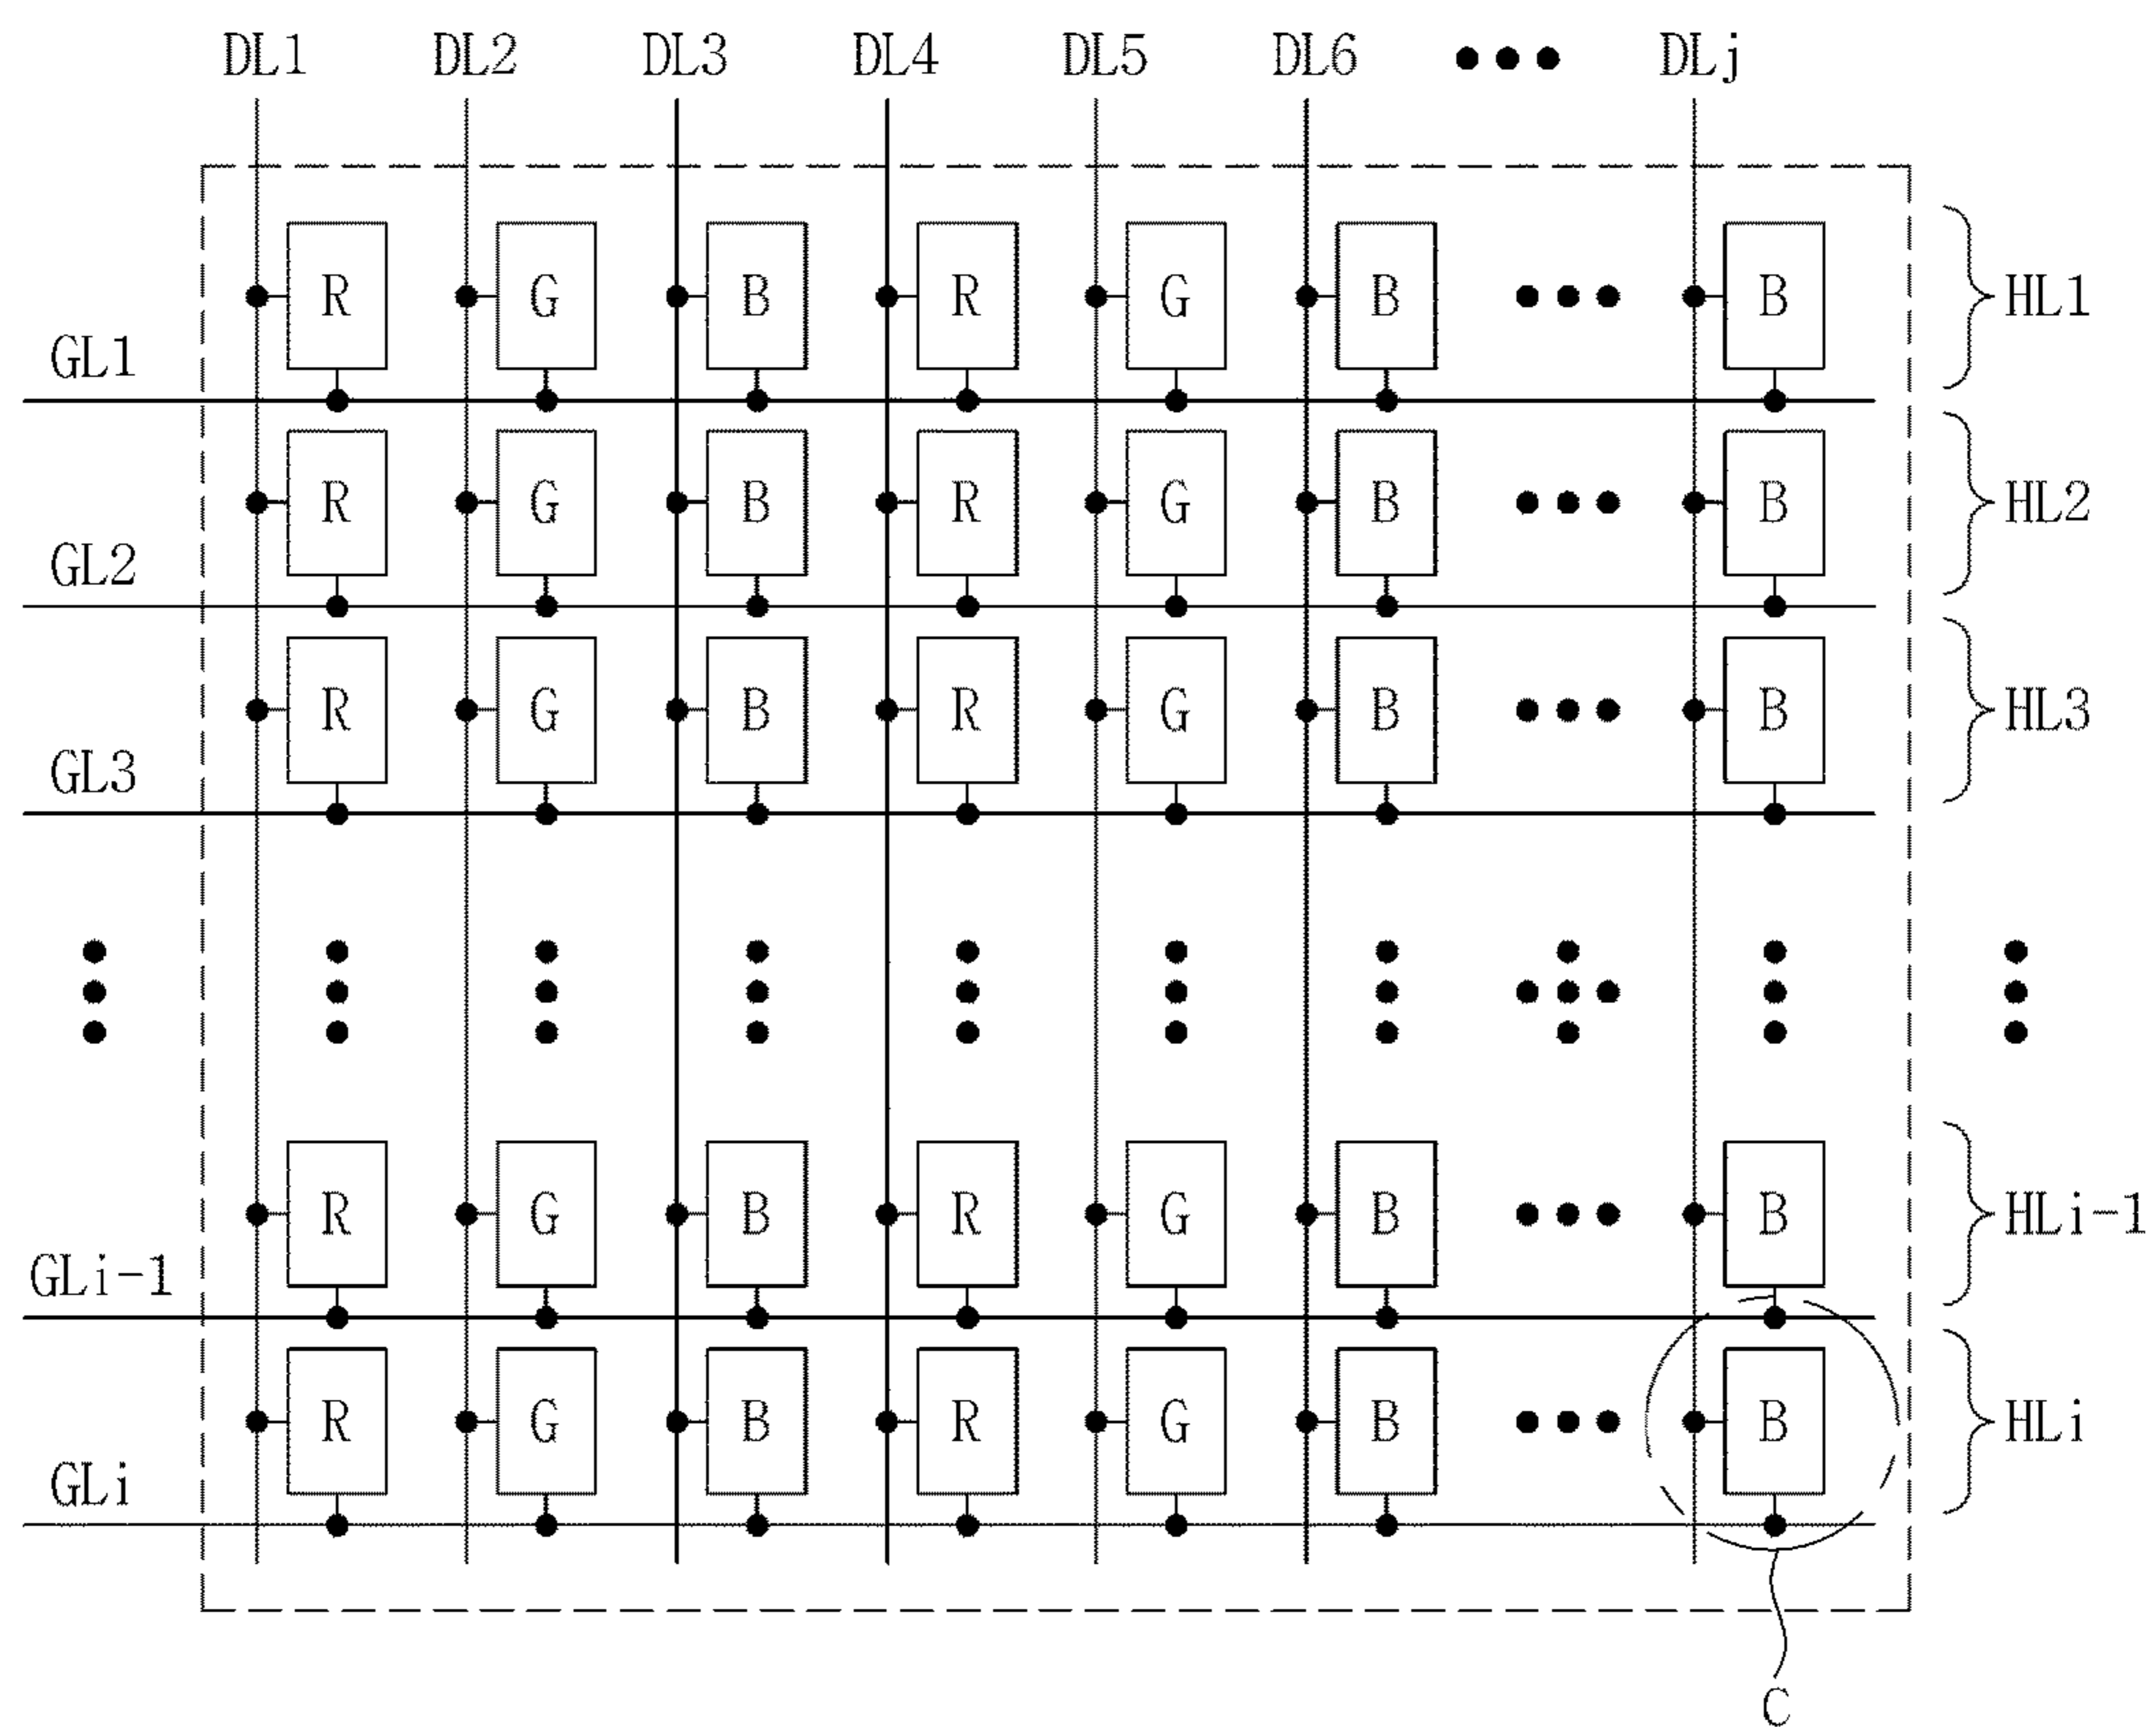 DL1 DL2 DL3 DL4 DL5 DL6 ••• DLj
R G B R G B ••• B HL1
GL1
R G B R G B ••• B HL2
GL2
R G B R G B ••• B HL3
GL3
R G B R G B ••• B HLi-1
GLi-1
R G B R G B ••• B HLi
GLi
C